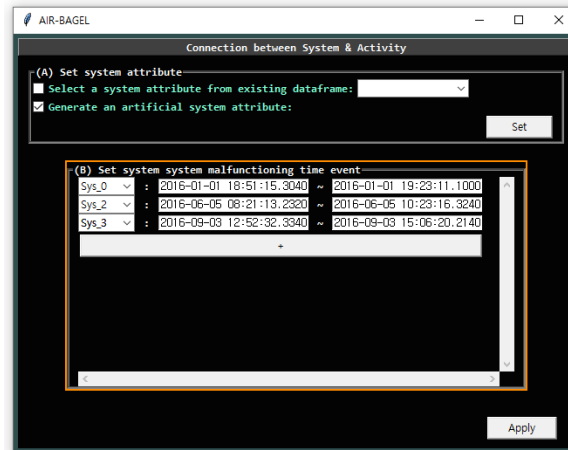 AIR-BAGEL
Connection between System & Activity
(A) Set system attribute
Select a system attribute from existing dataframe:
Generate an artificial system attribute:
Set
(B) Set system system malfunctioning time event
Sys_0 : 2016-01-01 18:51:15.3040 ~ 2016-01-01 19:23:11.1000
Sys_2 : 2016-06-05 08:21:13.2320 ~ 2016-06-05 10:23:16.3240
Sys_3 : 2016-09-03 12:52:32.3340 ~ 2016-09-03 15:06:20.2140
+
Apply